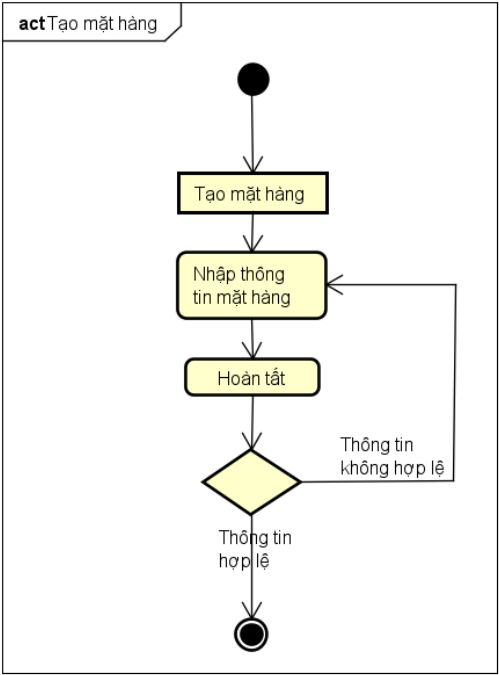 act Tạo mặt hàng
Tạo mặt hàng
Nhập thông
tin mặt hàng
Hoàn tất
Thông tin
không hợp lệ
Thông tin
hợp lệ